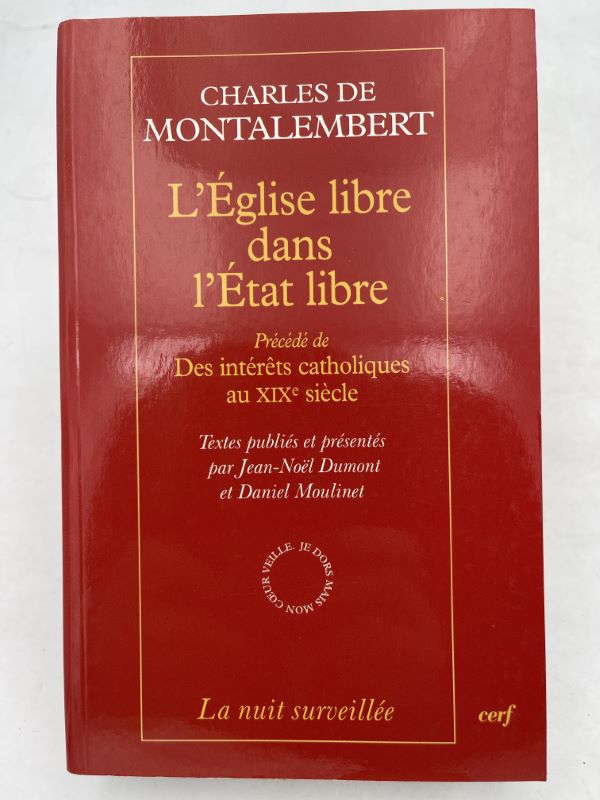 CHARLES DE
MONTALEMBERT
L'Église libre
dans
l'État libre
Précédé de
Des intérêts catholiques
au XIXe siècle
Textes publiés et présentés
par Jean-Noël Dumont
et Daniel Moulinet
JE DORS MAIS MON CŒUR VEILLE.
La nuit surveillée
cerf